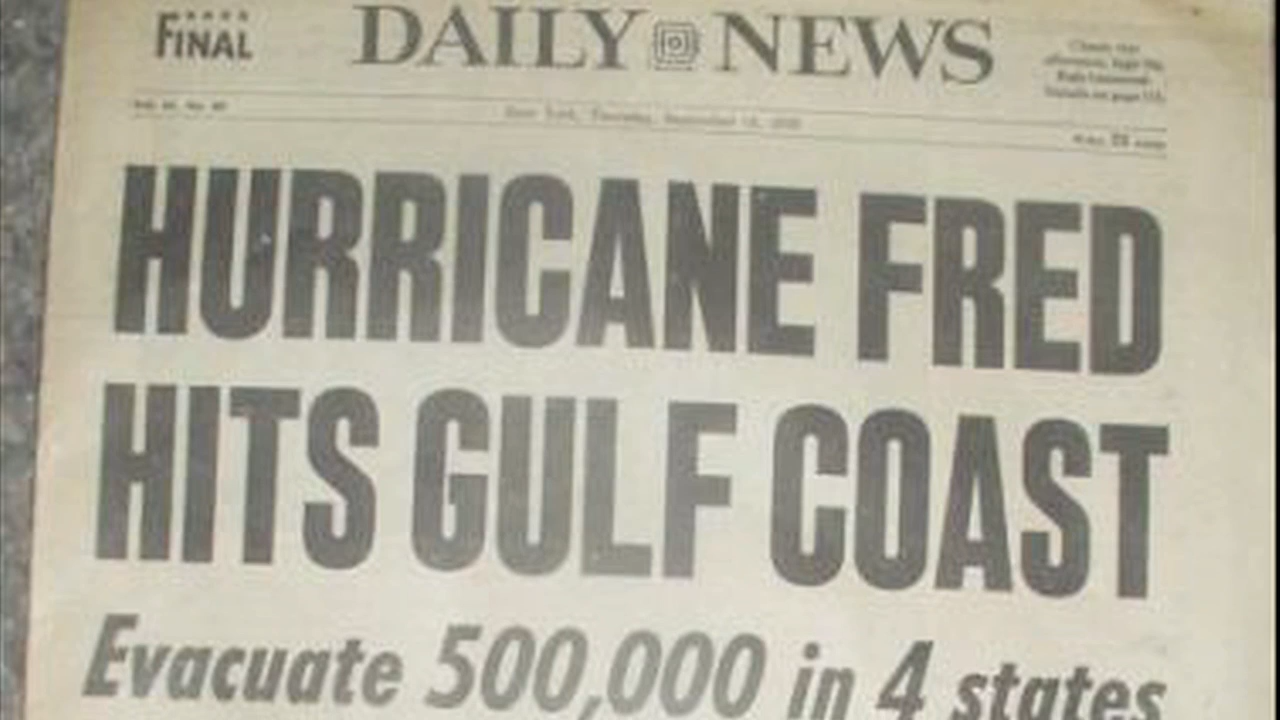 FINAL
DAILY NEWS
HURRICANE FRED
HITS GULF COAST
Evacuate 500,000 in 4 states